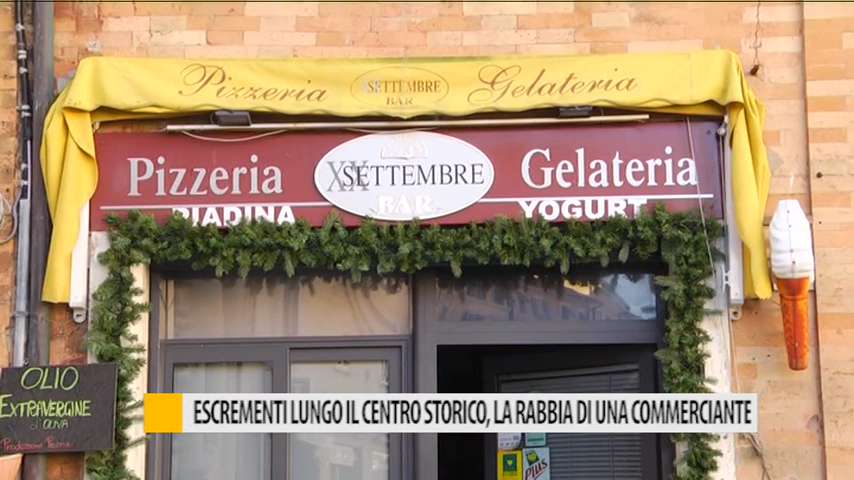 Pizzeria XX SETTEMBRE BAR Gelateria
Pizzeria XX SETTEMBRE BAR Gelateria
PIADINA YOGURT
OLIO
EXTRAVERGINE
d'OLIVA
ESCREMENTI LUNGO IL CENTRO STORICO, LA RABBIA DI UNA COMMERCIANTE
Plus